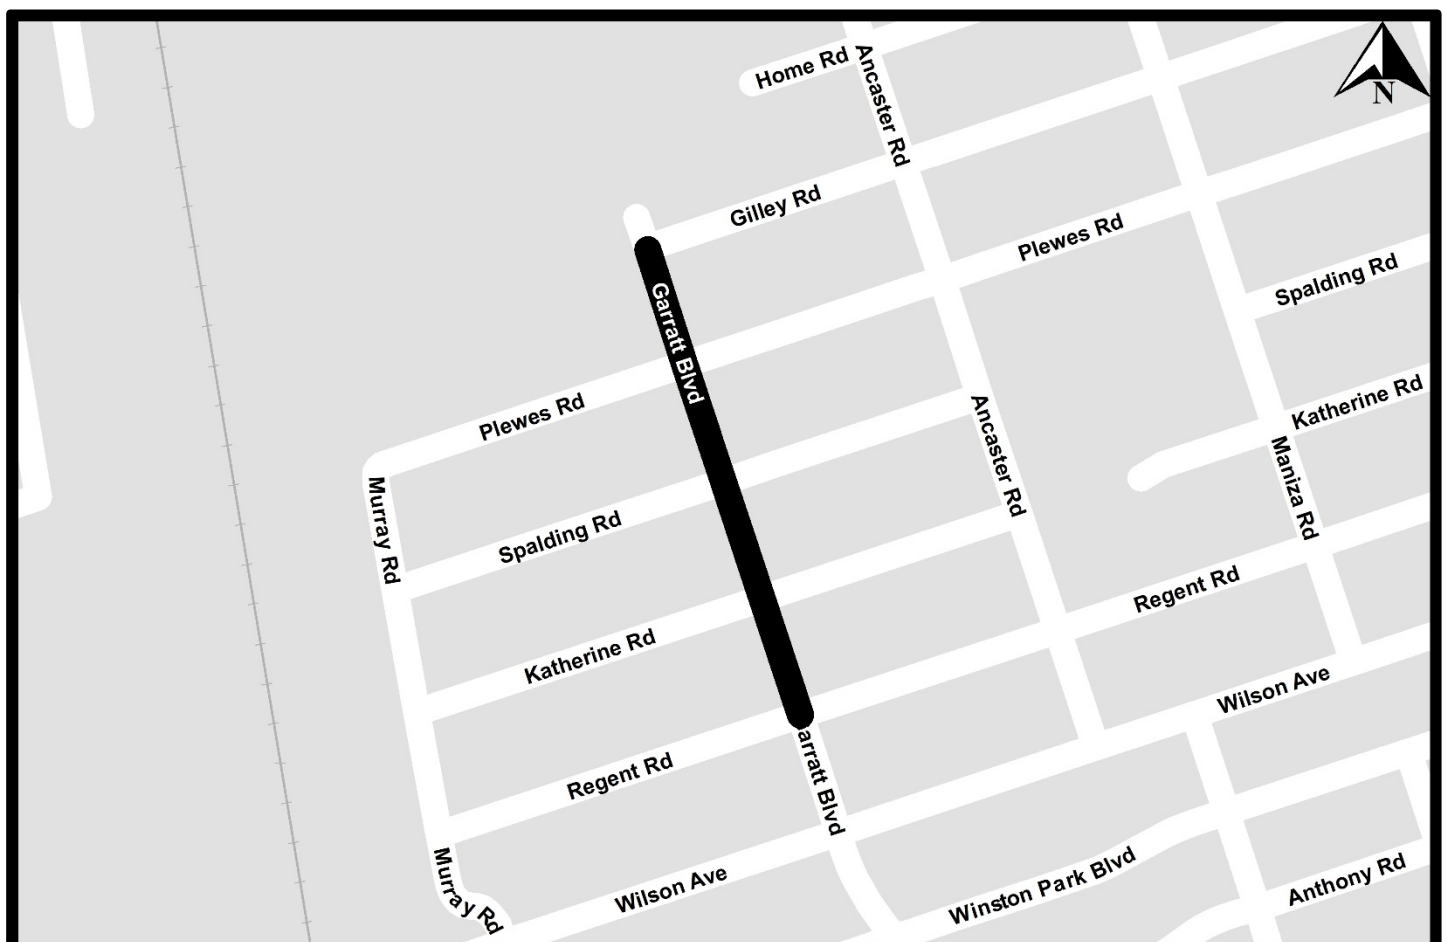 Home Rd
Ancaster Rd
N
Gilley Rd
Plewes Rd
Spalding Rd
Garratt Blvd
Plewes Rd
Katherine Rd
Ancaster Rd
Maniza Rd
Murray Rd
Spalding Rd
Regent Rd
Katherine Rd
Wilson Ave
Regent Rd
arratt Blvd
Murray Rd
Wilson Ave
Winston Park Blvd
Anthony Rd